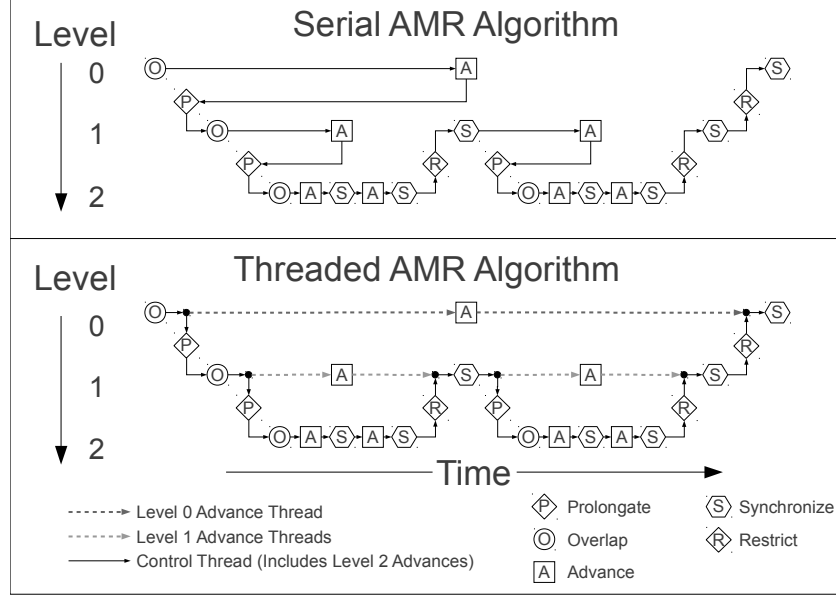 Serial AMR Algorithm
Level
0
O A S
P R
1
O A S A S
P R P R
2
O A S A S O A S A S
Threaded AMR Algorithm
Level
0
O A S
P R
1
O A S A S
P R P R
2
O A S A S O A S A S
Time
Level 0 Advance Thread
Level 1 Advance Threads
Control Thread (Includes Level 2 Advances)
P Prolongate
O Overlap
A Advance
S Synchronize
R Restrict